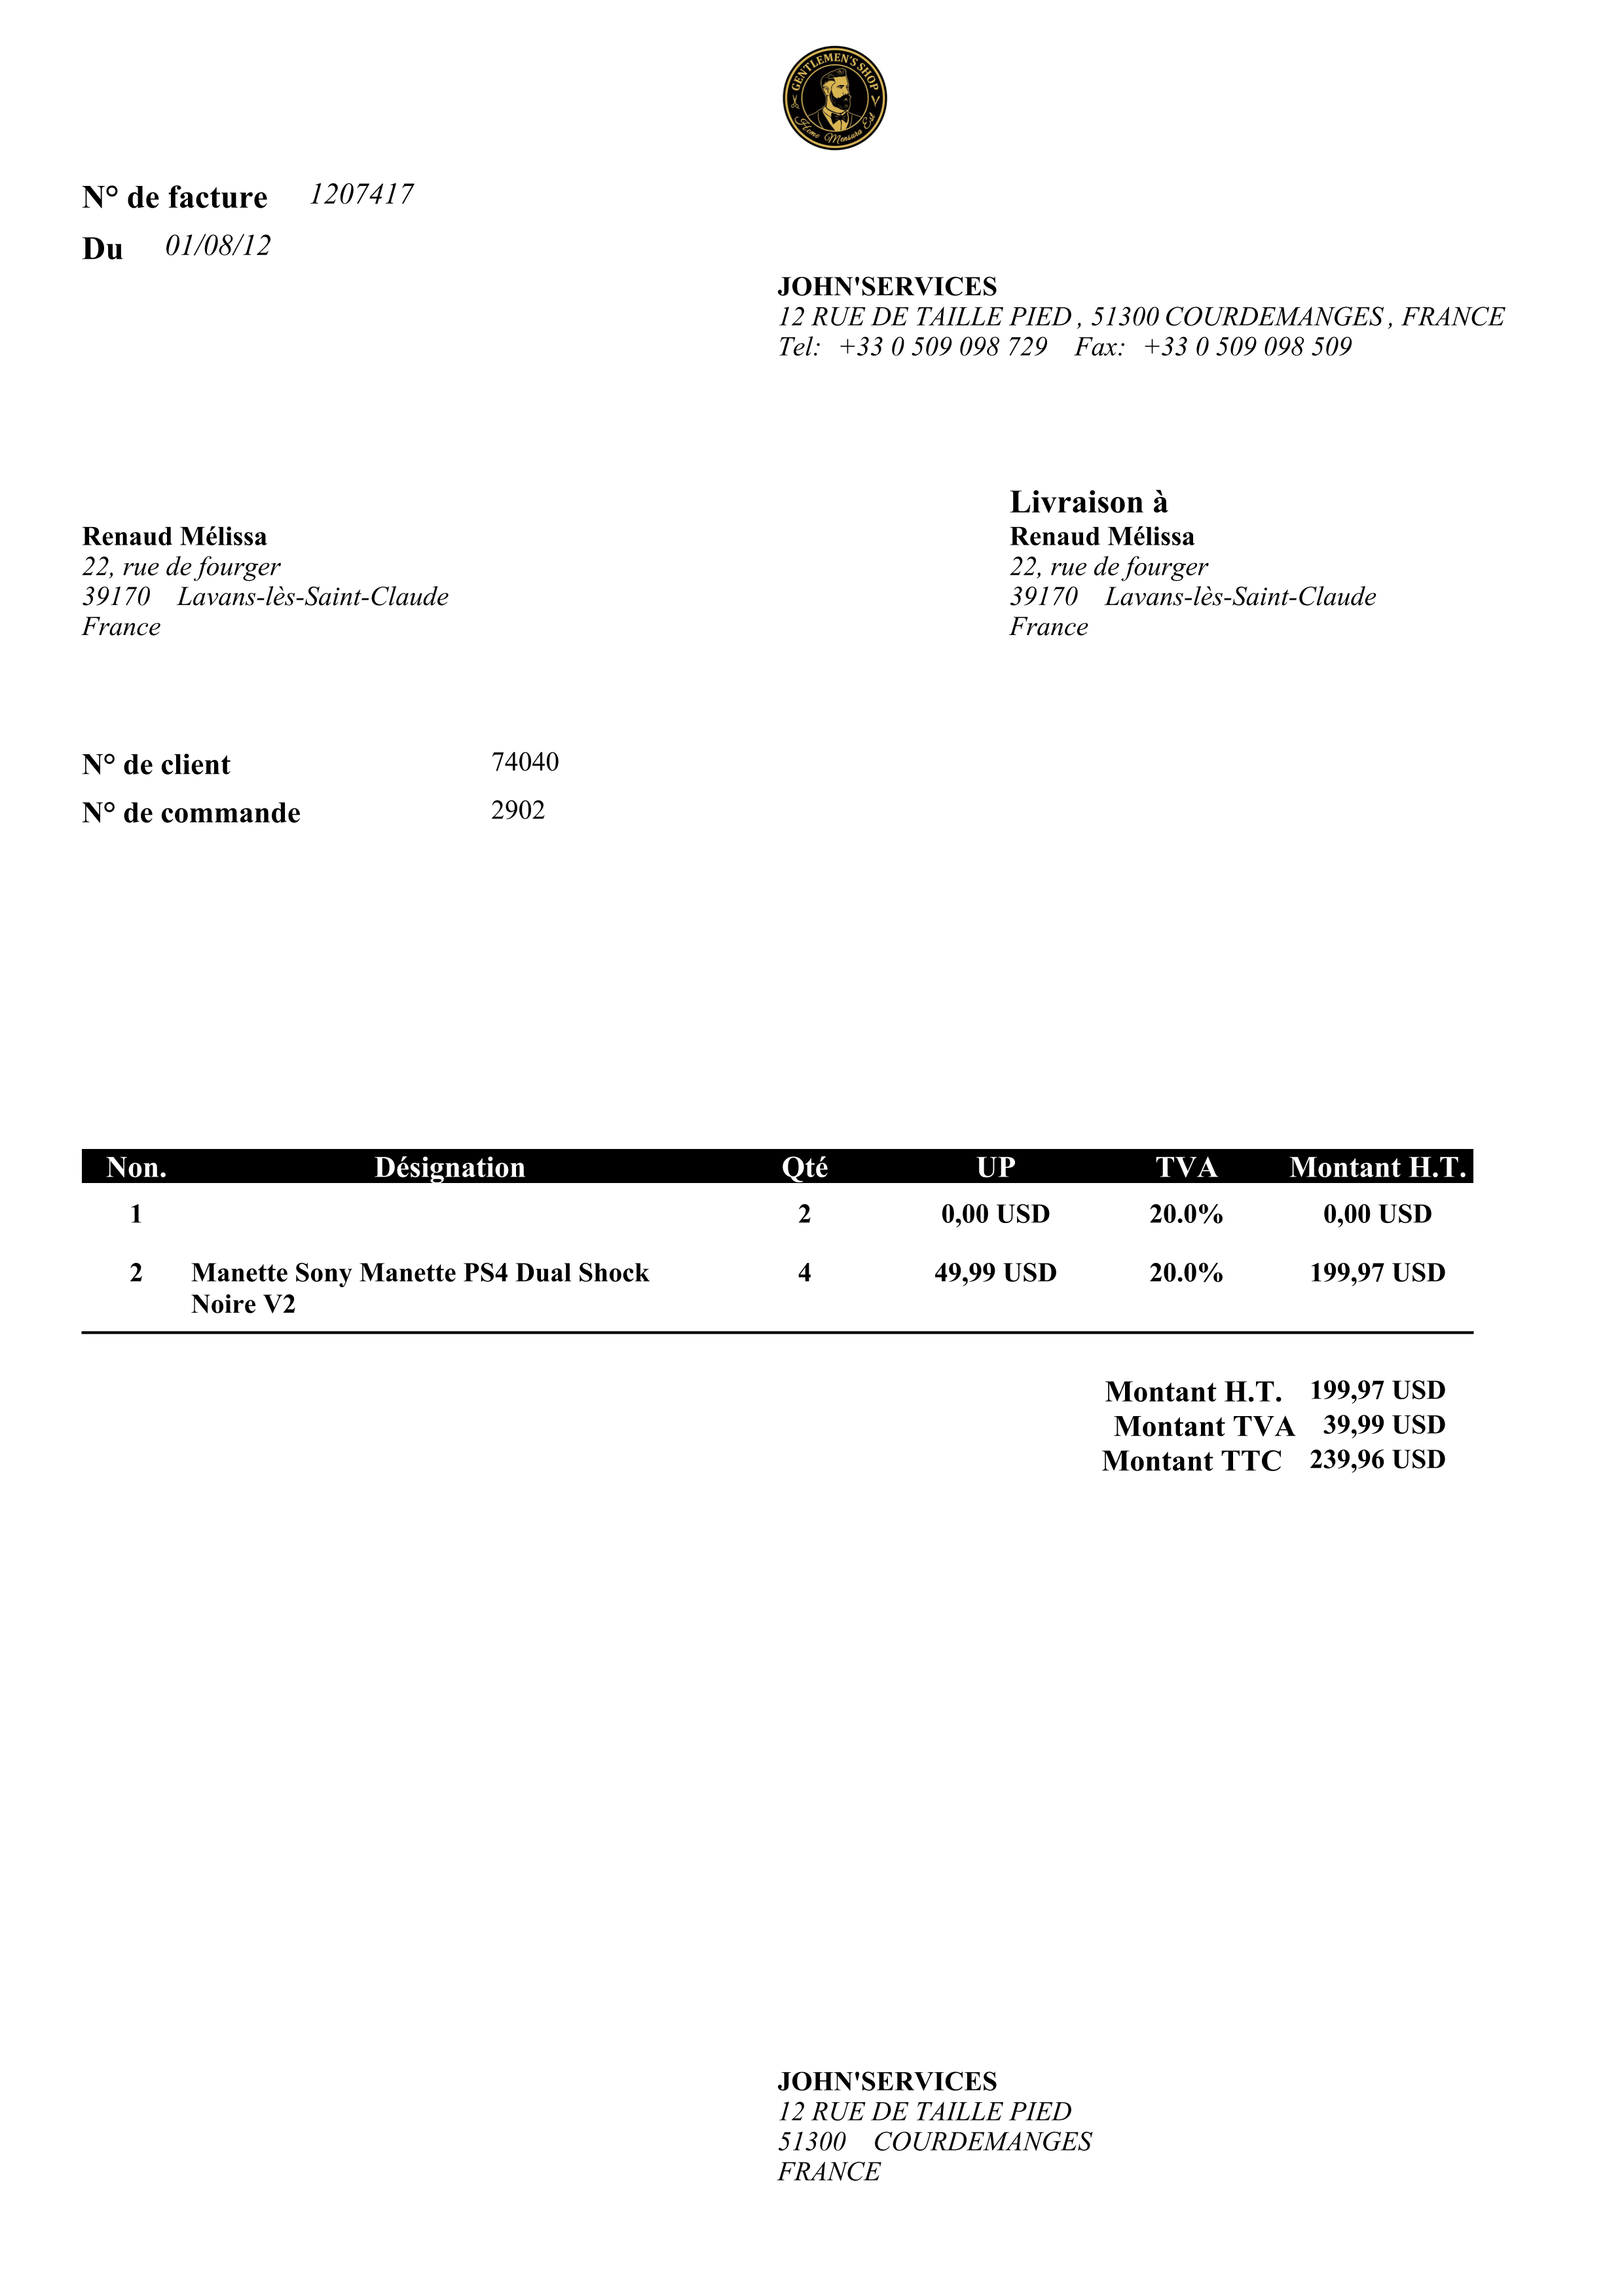 GENTLEMEN'S SHOP
Home Mensura Est
N° de facture 1207417
Du 01/08/12
JOHN'SERVICES
12 RUE DE TAILLE PIED , 51300 COURDEMANGES , FRANCE
Tel: +33 0 509 098 729 Fax: +33 0 509 098 509
Livraison à
Renaud Mélissa Renaud Mélissa
22, rue de fourger 22, rue de fourger
39170 Lavans-lès-Saint-Claude 39170 Lavans-lès-Saint-Claude
France France
N° de client 74040
N° de commande 2902
Non. Désignation Qté UP TVA Montant H.T.
1 2 0,00 USD 20.0% 0,00 USD
2 Manette Sony Manette PS4 Dual Shock 4 49,99 USD 20.0% 199,97 USD
Noire V2
Montant H.T. 199,97 USD
Montant TVA 39,99 USD
Montant TTC 239,96 USD
JOHN'SERVICES
12 RUE DE TAILLE PIED
51300 COURDEMANGES
FRANCE